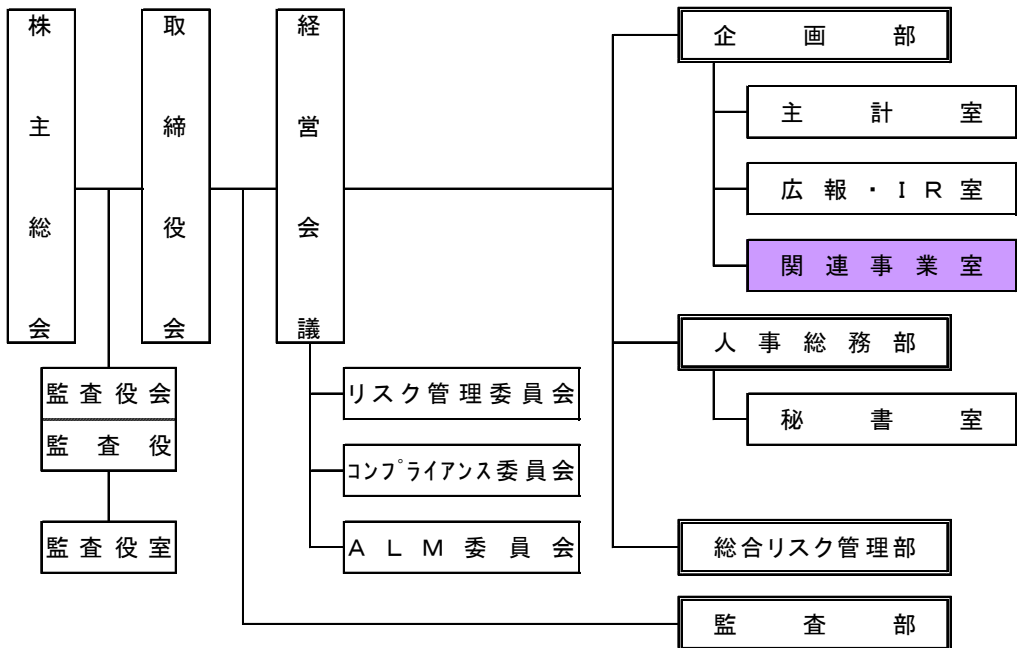 株主総会
取締役会
経営会議
企画部
主計室
広報・ＩＲ室
関連事業室
人事総務部
秘書室
監査役会
監査役
監査役室
リスク管理委員会
コンプライアンス委員会
ＡＬＭ委員会
総合リスク管理部
監査部